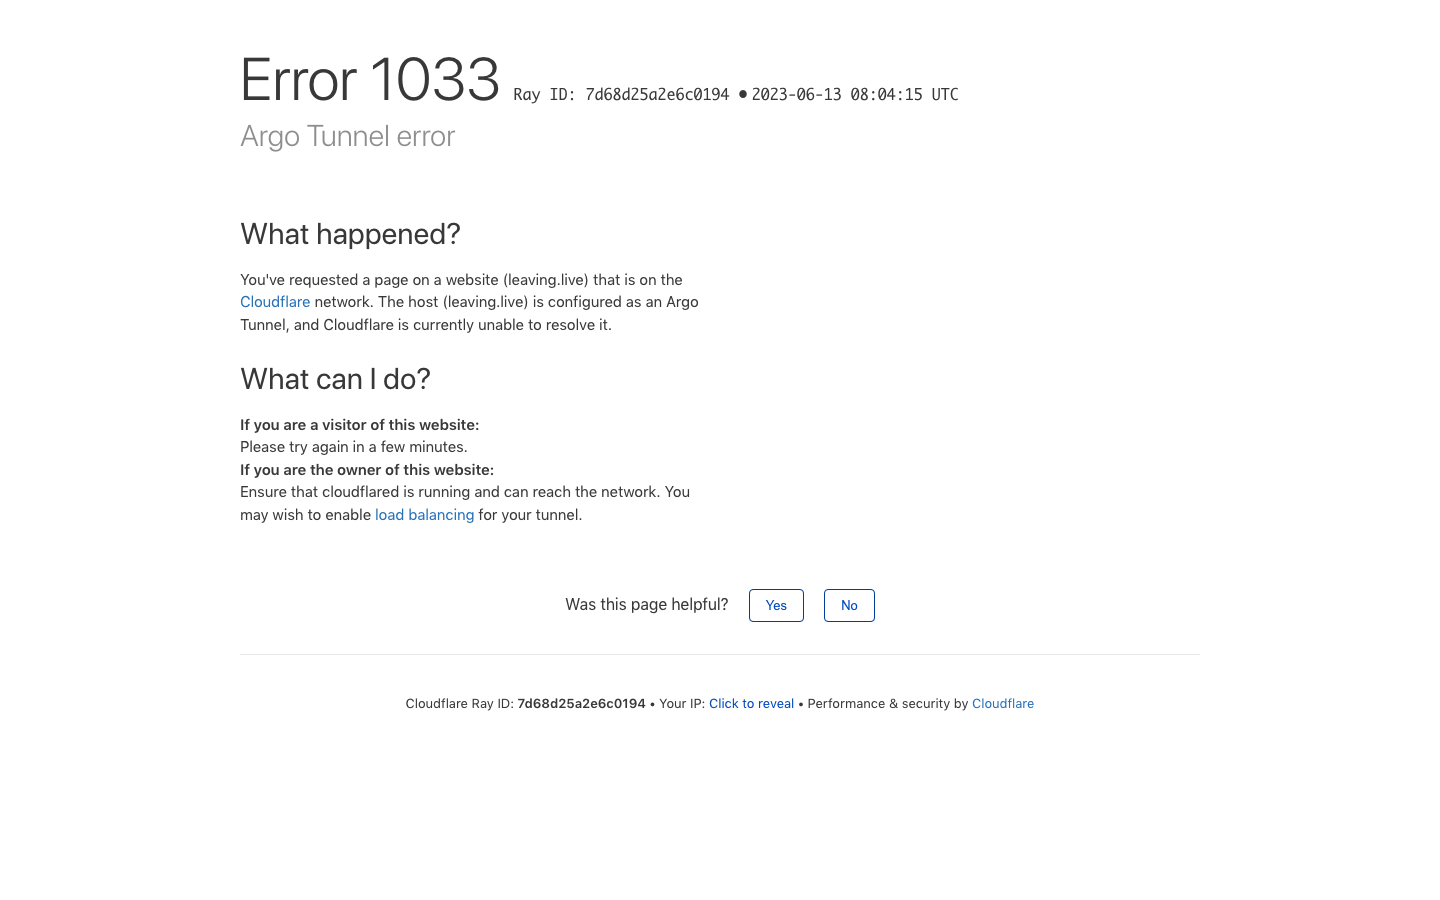 Error 1033 Ray ID: 7d68d25a2e6c0194 • 2023-06-13 08:04:15 UTC
Argo Tunnel error
What happened?
You've requested a page on a website (leaving.live) that is on the
Cloudflare network. The host (leaving.live) is configured as an Argo
Tunnel, and Cloudflare is currently unable to resolve it.
What can I do?
If you are a visitor of this website:
Please try again in a few minutes.
If you are the owner of this website:
Ensure that cloudflared is running and can reach the network. You
may wish to enable load balancing for your tunnel.
Was this page helpful? Yes No
Cloudflare Ray ID: 7d68d25a2e6c0194 • Your IP: Click to reveal • Performance & security by Cloudflare